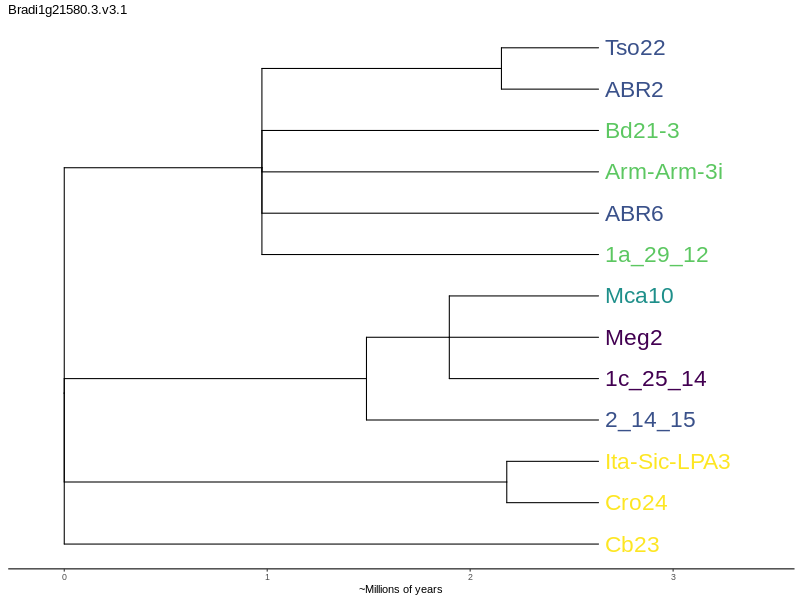 Bradi1g21580.3.v3.1
Tso22
ABR2
Bd21-3
Arm-Arm-3i
ABR6
1a_29_12
Mca10
Meg2
1c_25_14
2_14_15
Ita-Sic-LPA3
Cro24
Cb23
0 1 2 3
~Millions of years